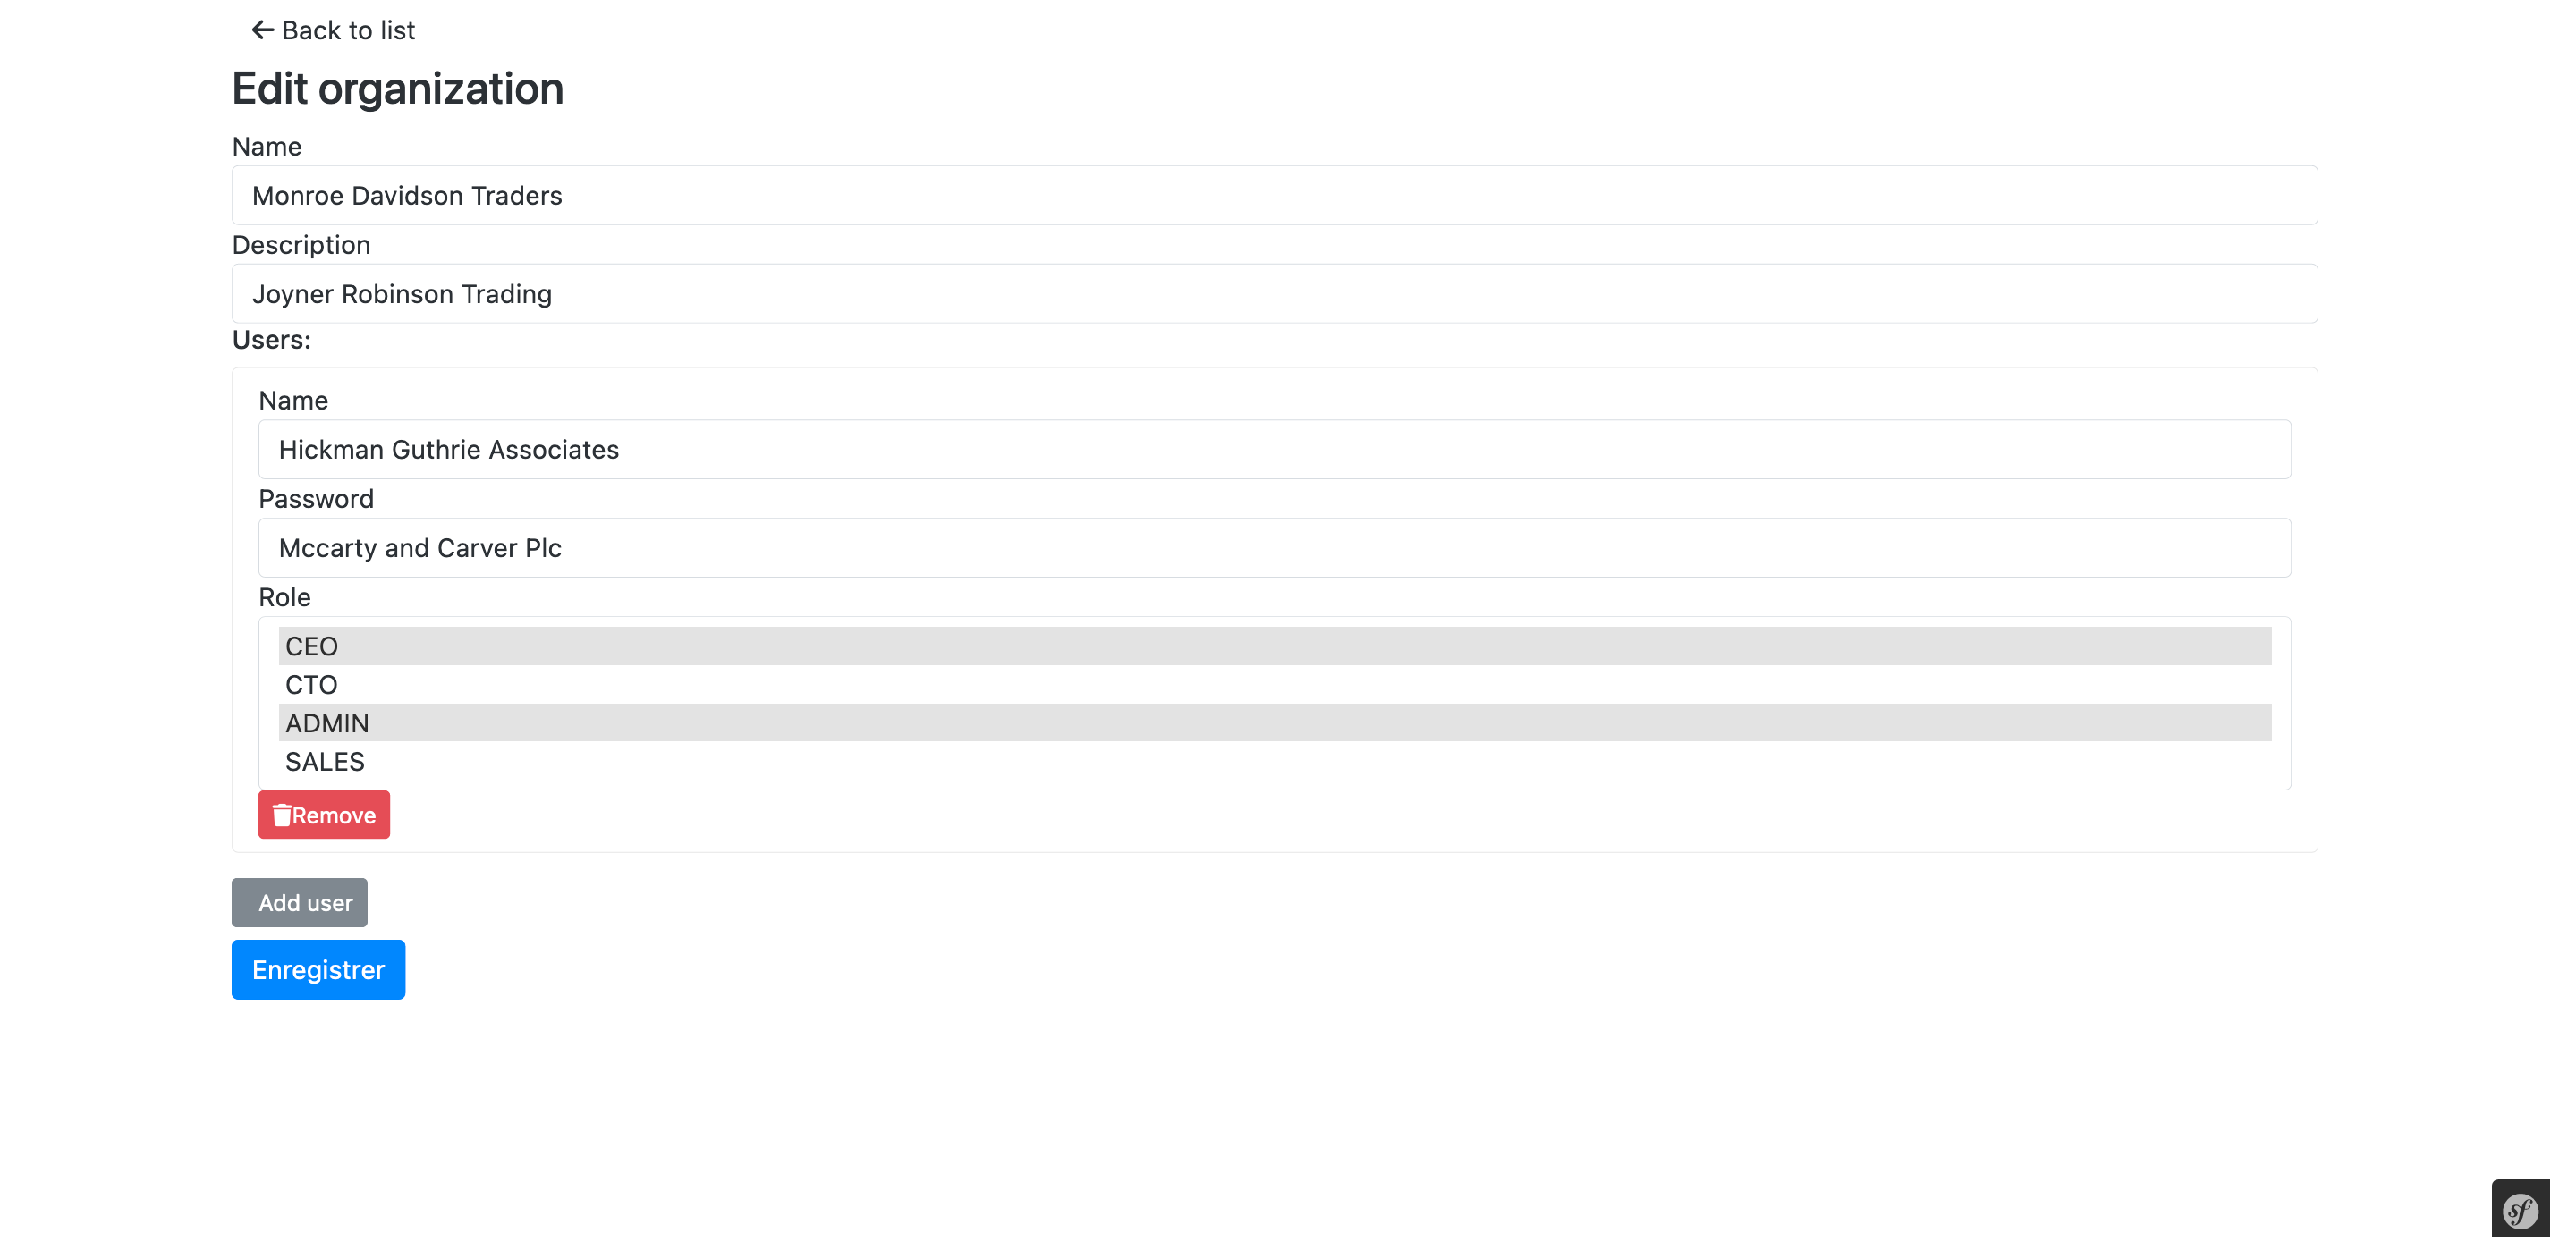 Back to list
Edit organization
Name
Monroe Davidson Traders
Description
Joyner Robinson Trading
Users:
Name
Hickman Guthrie Associates
Password
Mccarty and Carver Plc
Role
CEO
CTO
ADMIN
SALES
Remove
Add user
Enregistrer
sf